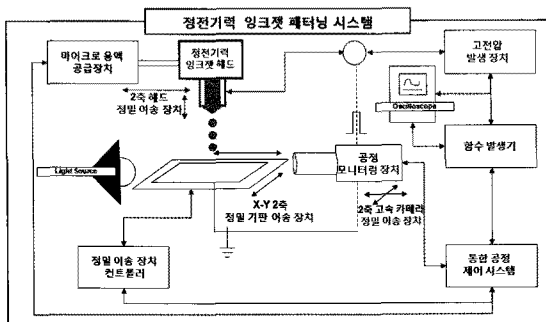 정전기력 잉크젯 패터닝 시스템
마이크로 용액
공급장치
정전기력
잉크젯 헤드
고전압
발생 장치
2축 헤드
정밀 이송 장치
Oscilloscope
함수 발생기
Light Source
공정
모니터링 장치
X-Y 2축
정밀 기판 이송 장치
2축 고속 카메라
정밀 이송 장치
정밀 이송 장치
컨트롤러
통합 공정
제어 시스템